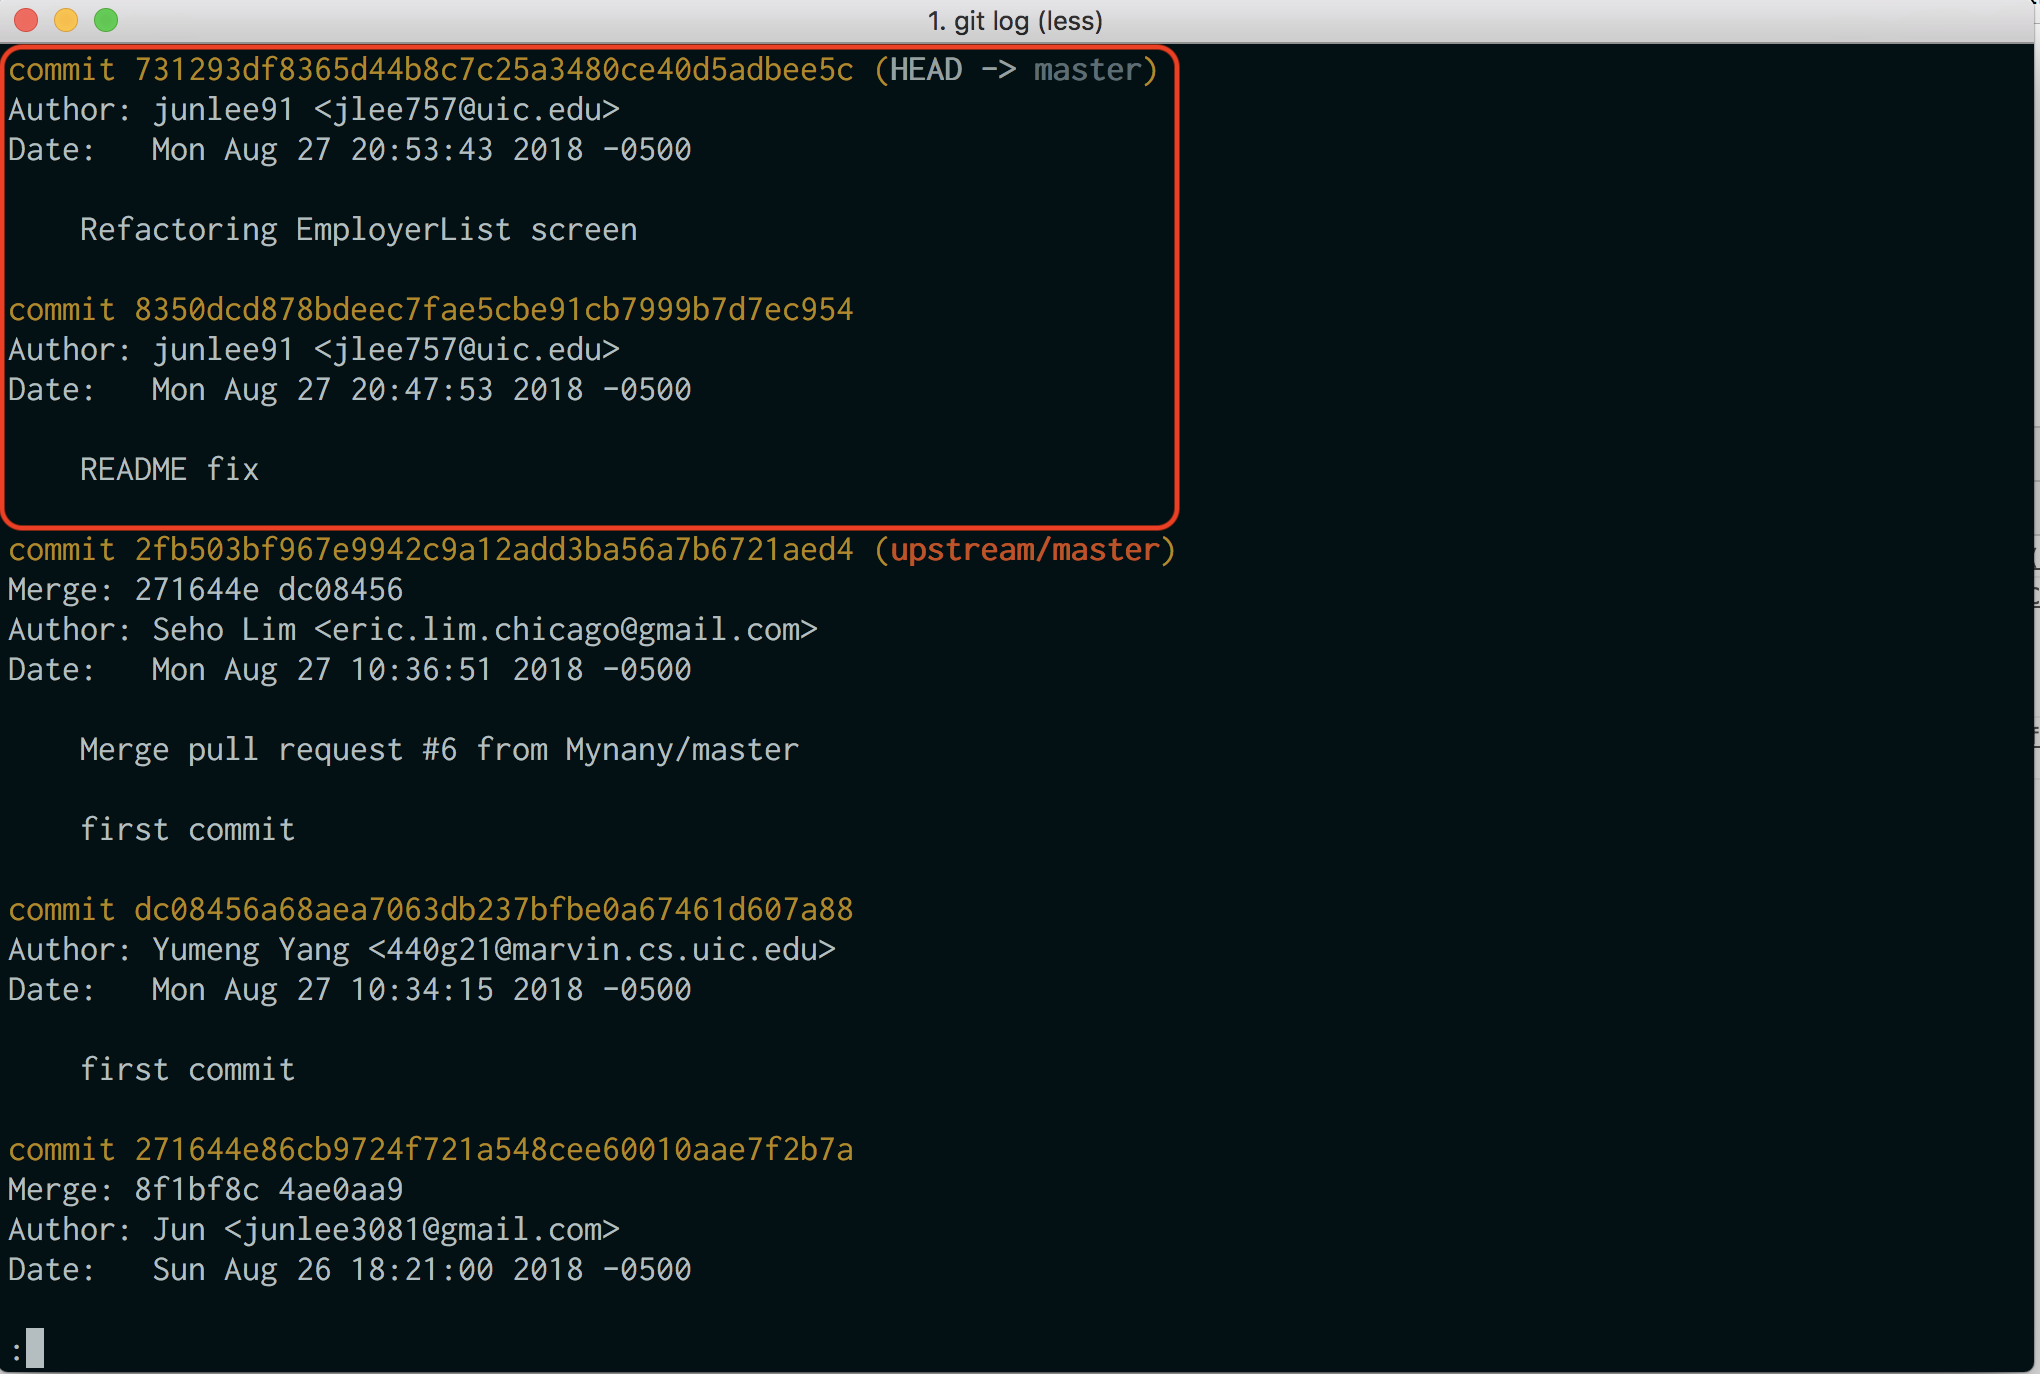 1. git log (less)
commit 731293df8365d44b8c7c25a3480ce40d5adbee5c (HEAD -> master)
Author: junlee91 <jlee757@uic.edu>
Date:   Mon Aug 27 20:53:43 2018 -0500
    Refactoring EmployerList screen
commit 8350dcd878bdeec7fae5cbe91cb7999b7d7ec954
Author: junlee91 <jlee757@uic.edu>
Date:   Mon Aug 27 20:47:53 2018 -0500
    README fix
commit 2fb503bf967e9942c9a12add3ba56a7b6721aed4 (upstream/master)
Merge: 271644e dc08456
Author: Seho Lim <eric.lim.chicago@gmail.com>
Date:   Mon Aug 27 10:36:51 2018 -0500
    Merge pull request #6 from Mynany/master
    first commit
commit dc08456a68aea7063db237bfbe0a67461d607a88
Author: Yumeng Yang <440g21@marvin.cs.uic.edu>
Date:   Mon Aug 27 10:34:15 2018 -0500
    first commit
commit 271644e86cb9724f721a548cee60010aae7f2b7a
Merge: 8f1bf8c 4ae0aa9
Author: Jun <junlee3081@gmail.com>
Date:   Sun Aug 26 18:21:00 2018 -0500
: